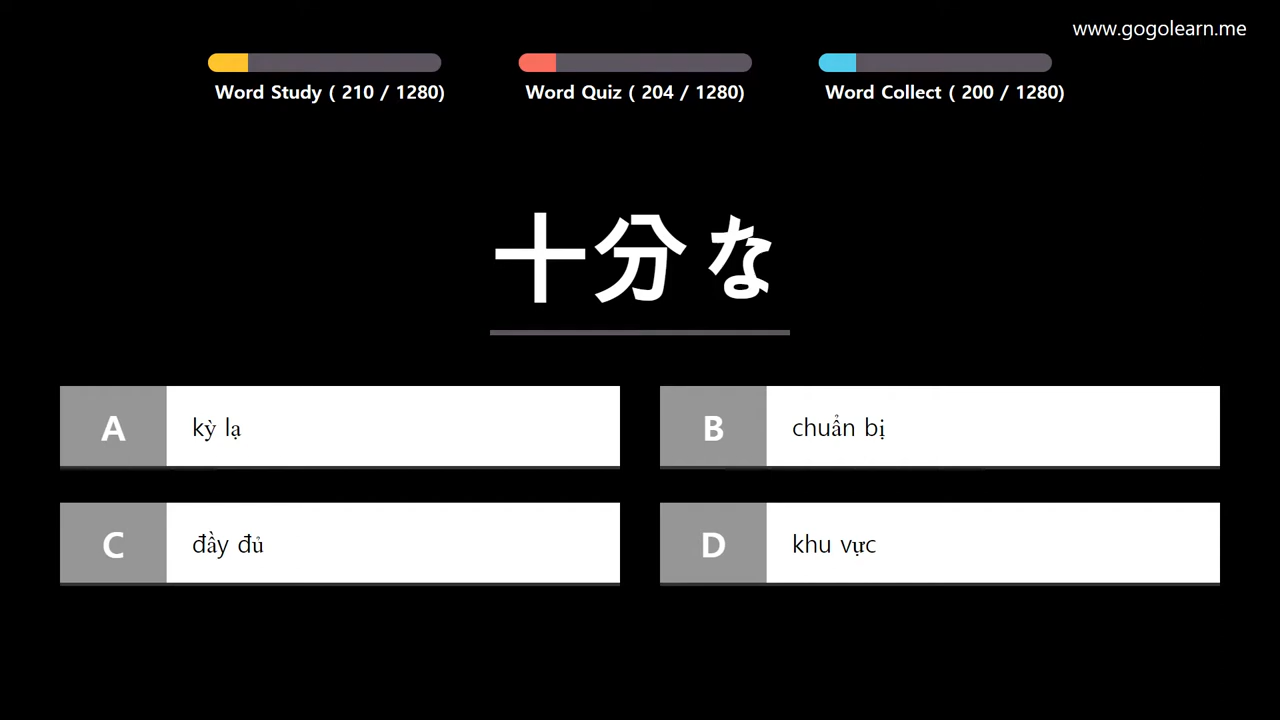 www.gogolearn.me
Word Study ( 210 / 1280)
Word Quiz ( 204 / 1280)
Word Collect ( 200 / 1280)
十分な
A
kỳ lạ
B
chuẩn bị
C
đầy đủ
D
khu vực